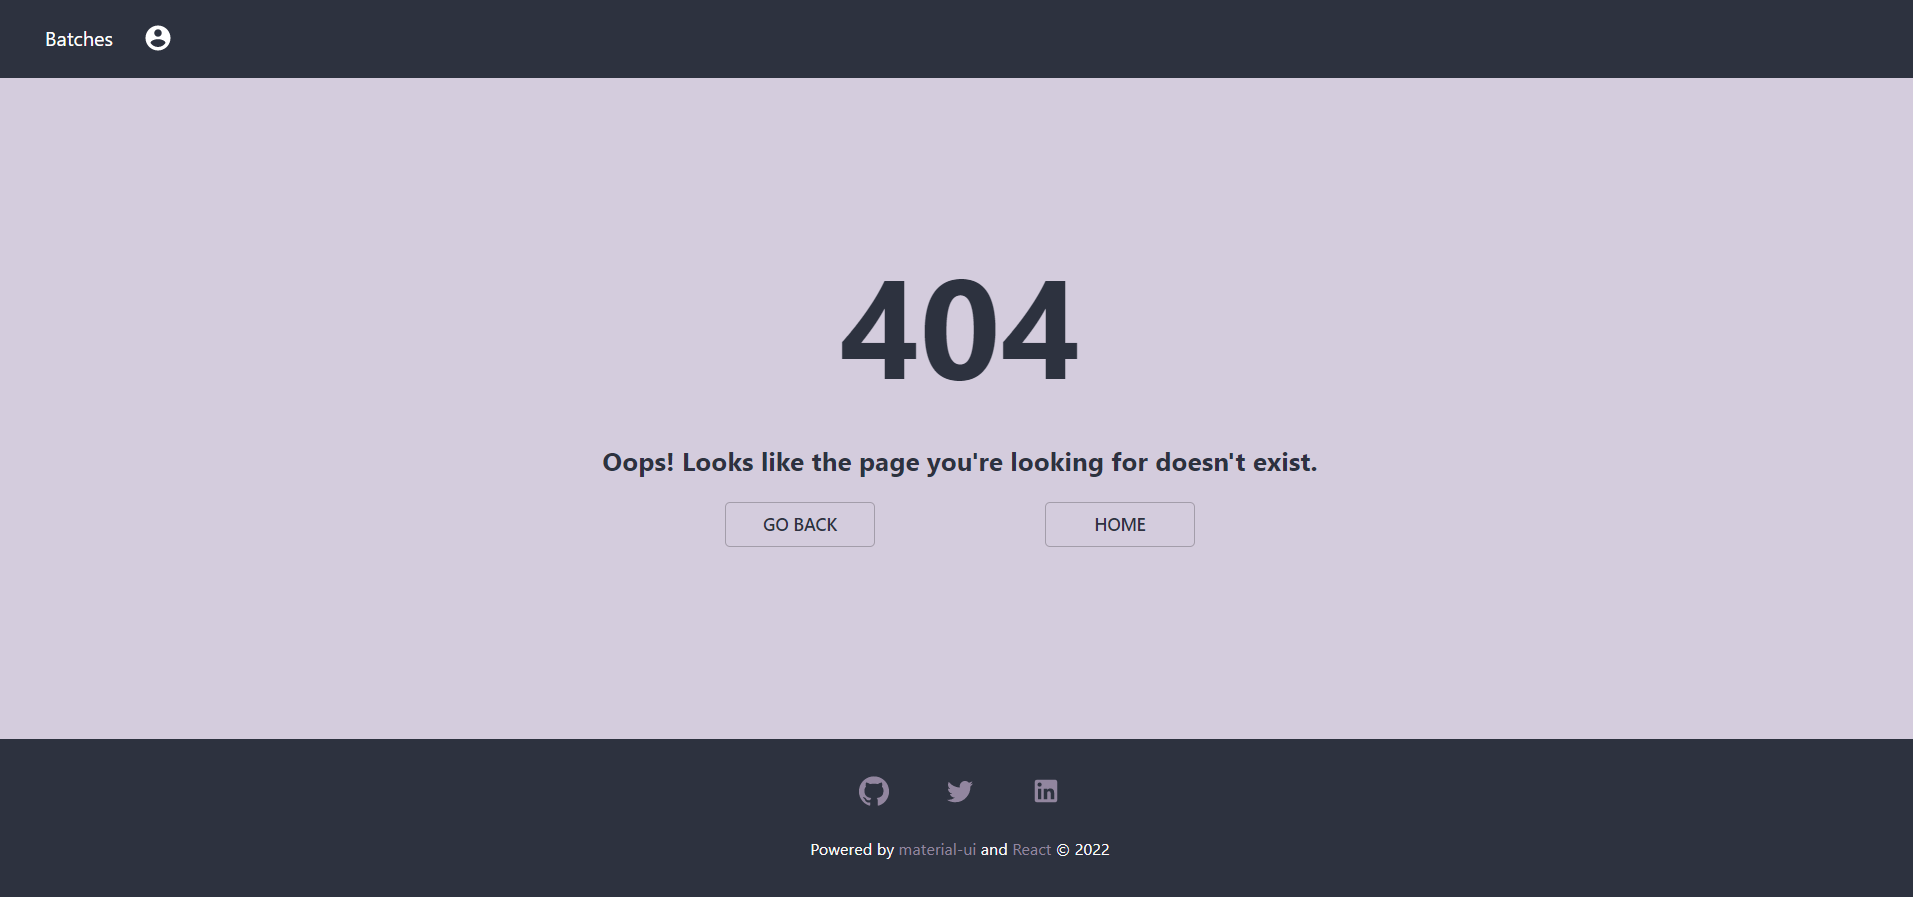 Batches
404
Oops! Looks like the page you're looking for doesn't exist.
GO BACK
HOME
Powered by material-ui and React © 2022